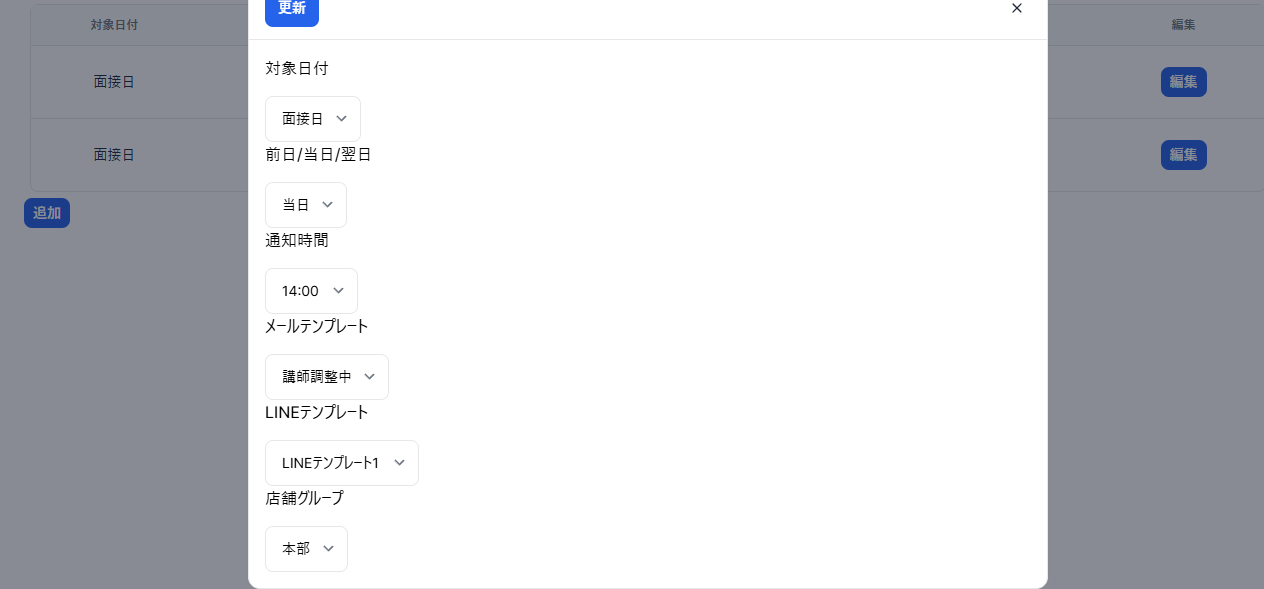 更新
×
対象日付
編集
対象日付
面接日
編集
面接日
前日/当日/翌日
面接日
編集
当日
追加
通知時間
14:00
メールテンプレート
講師調整中
LINEテンプレート
LINEテンプレート1
店舗グループ
本部